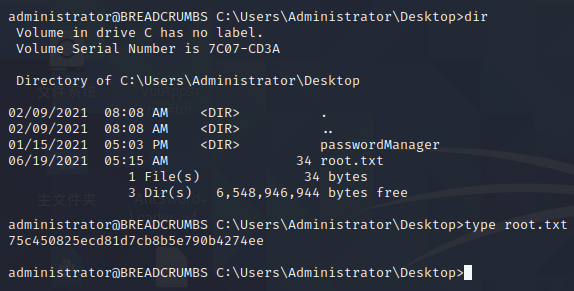 administrator@BREADCRUMBS C:\Users\Administrator\Desktop>dir
Volume in drive C has no label.
Volume Serial Number is 7C07-CD3A
Directory of C:\Users\Administrator\Desktop
02/09/2021 08:08 AM <DIR> .
02/09/2021 08:08 AM <DIR> ..
01/15/2021 05:03 PM <DIR> passwordManager
06/19/2021 05:15 AM 34 root.txt
1 File(s) 34 bytes
3 Dir(s) 6,548,946,944 bytes free
administrator@BREADCRUMBS C:\Users\Administrator\Desktop>type root.txt
75c450825ecd81d7cb8b5e790b4274ee
administrator@BREADCRUMBS C:\Users\Administrator\Desktop>
主文件夹